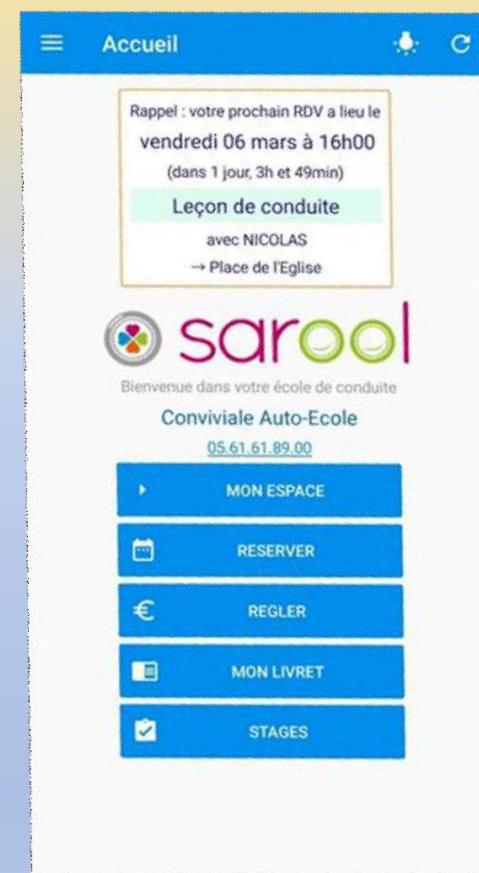 Accueil
Rappel : votre prochain RDV a lieu le
vendredi 06 mars à 16h00
(dans 1 jour, 3h et 49min)
Leçon de conduite
avec NICOLAS
→ Place de l'Eglise
sarool
Bienvenue dans votre école de conduite
Conviviale Auto-Ecole
05.61.61.89.00
MON ESPACE
RESERVER
€ REGLER
MON LIVRET
STAGES